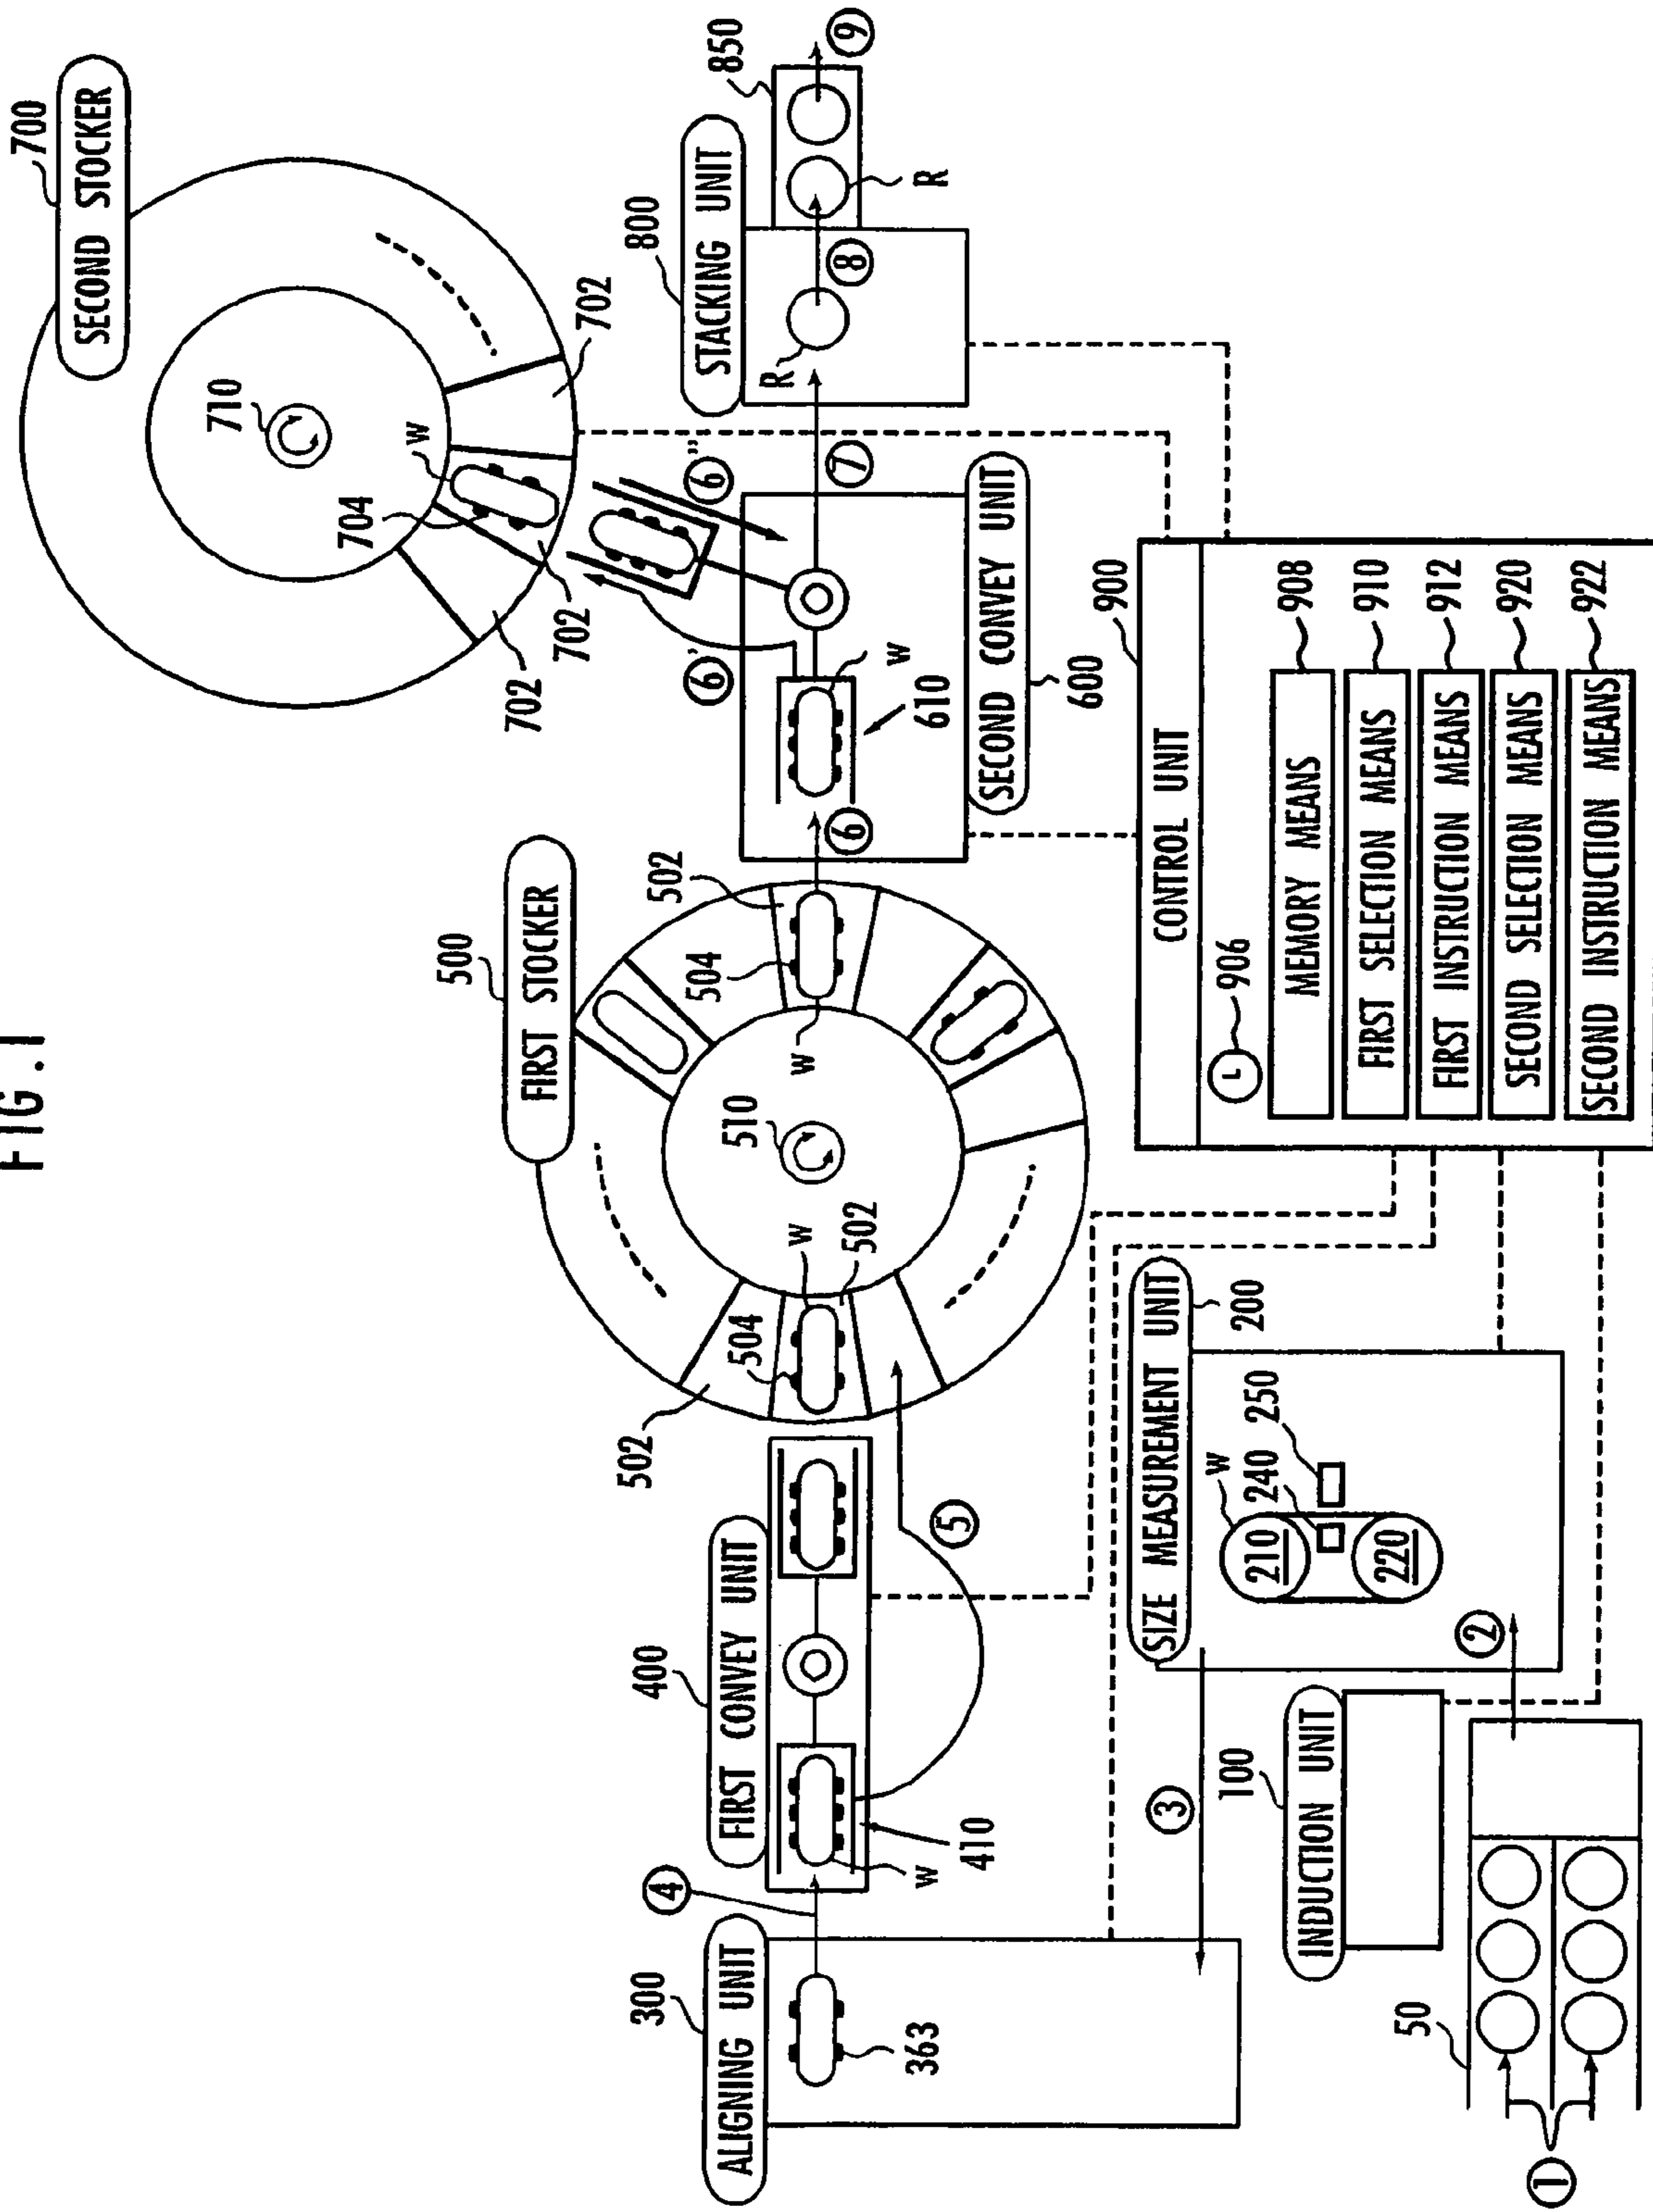 FIG.1
700
SECOND STOCKER
710
W
704
702
702
702
500
FIRST STOCKER
502
504
W
510
W
502
504
502
800
STACKING UNIT
850
R
R
⑨
⑧
⑦
⑥"
⑥'
⑥
W
610
SECOND CONVEY UNIT
600
400
FIRST CONVEY UNIT
⑤
410
W
④
300
ALIGNING UNIT
363
③
SIZE MEASUREMENT UNIT
200
W
210
240
250
220
②
100
INDUCTION UNIT
50
①
900
CONTROL UNIT
906
MEMORY MEANS
908
FIRST SELECTION MEANS
910
FIRST INSTRUCTION MEANS
912
SECOND SELECTION MEANS
920
SECOND INSTRUCTION MEANS
922